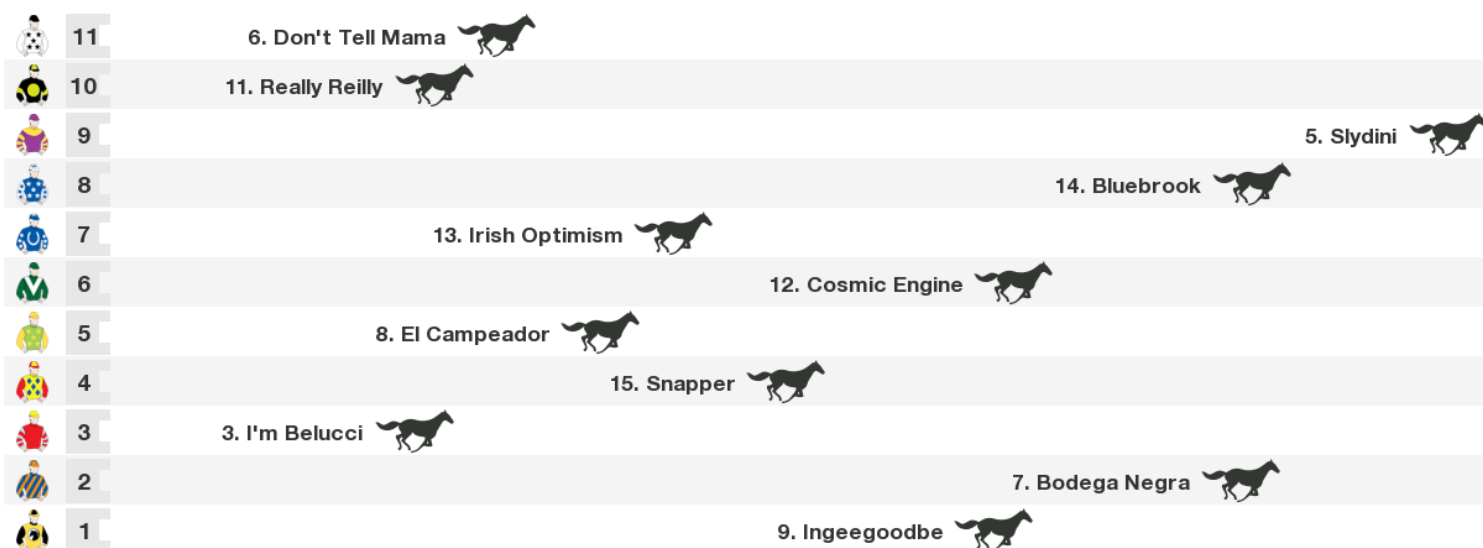 11 6. Don't Tell Mama
10 11. Really Reilly
9 5. Slydini
8 14. Bluebrook
7 13. Irish Optimism
6 12. Cosmic Engine
5 8. El Campeador
4 15. Snapper
3 3. I'm Belucci
2 7. Bodega Negra
1 9. Ingeegoodbe